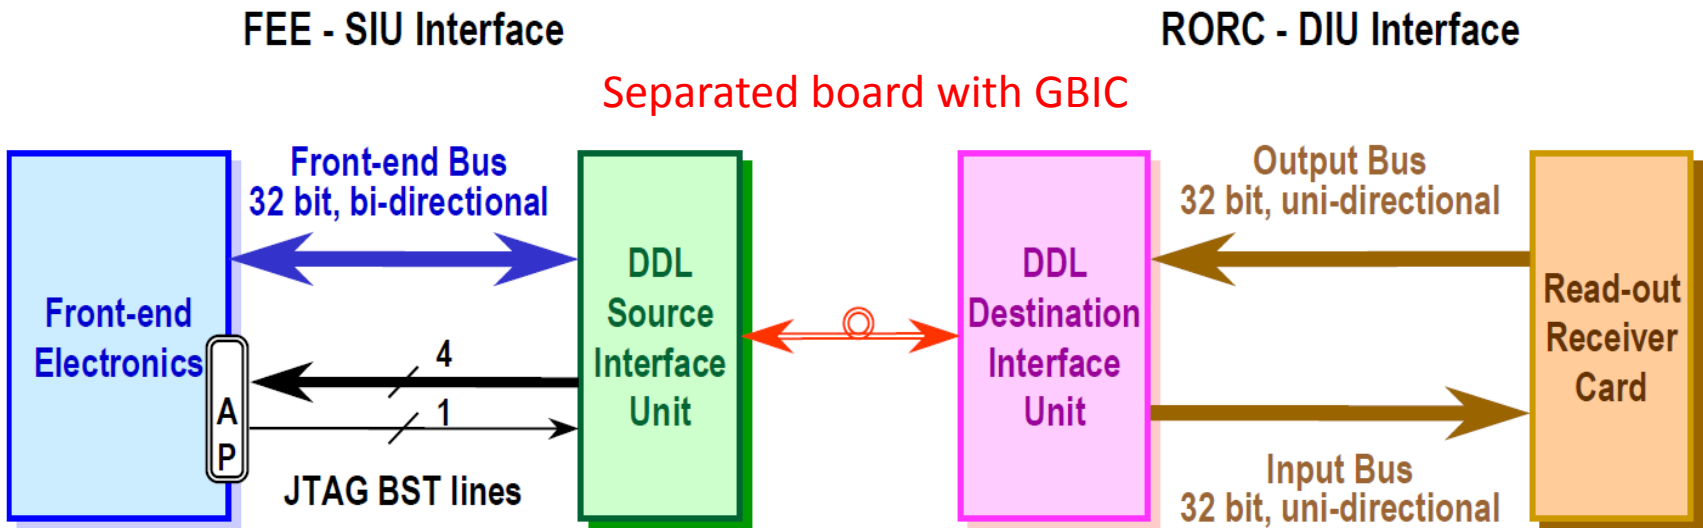 FEE - SIU Interface
RORC - DIU Interface
Separated board with GBIC
Front-end Bus
32 bit, bi-directional
Output Bus
32 bit, uni-directional
Front-end
Electronics
A
P
4
1
JTAG BST lines
DDL
Source
Interface
Unit
DDL
Destination
Interface
Unit
Read-out
Receiver
Card
Input Bus
32 bit, uni-directional